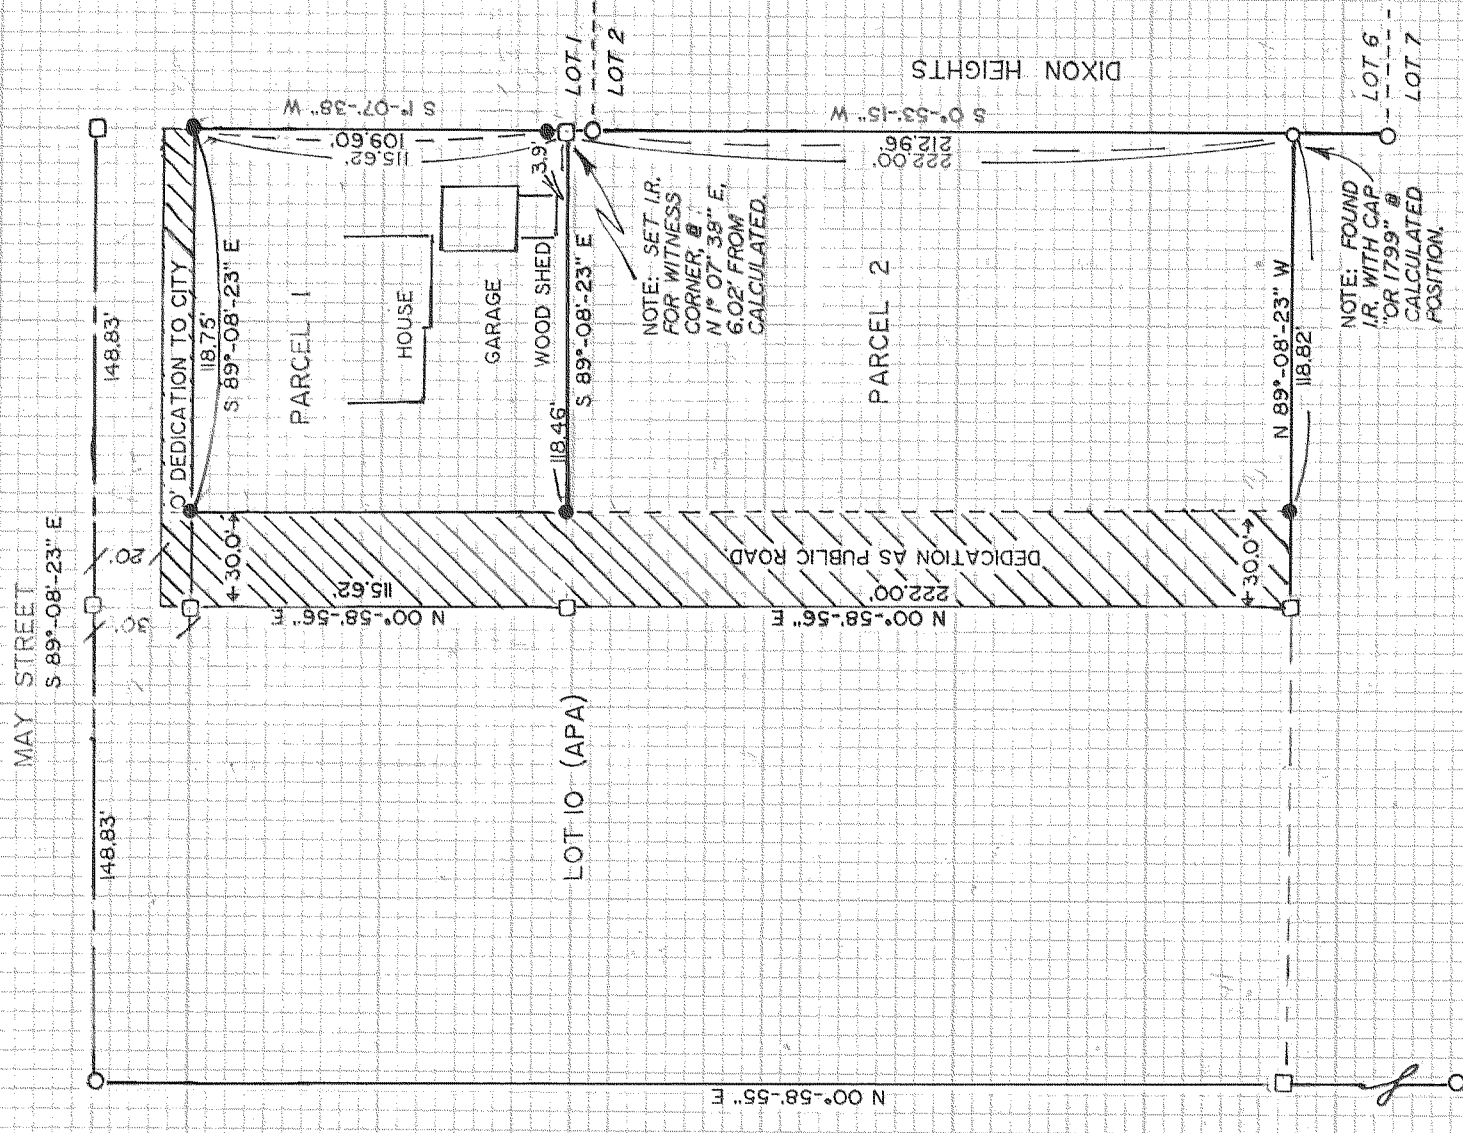 MAY STREET
S 89°-08'-23" E
148.83'
148.83'
20'
30'
0' DEDICATION TO CITY
118.75'
S 89°-08'-23" E
PARCEL 1
HOUSE
GARAGE
WOOD SHED
3.9'
118.46'
S 89°-08'-23" E
S 1°-07'-38" W
109.60'
115.62'
LOT 1
LOT 2
DIXON HEIGHTS
S 0°-53'-15" W
212.96'
222.00'
LOT 6
LOT 7
NOTE: SET I.R.
FOR WITNESS
CORNER, @
N 1° 07' 38" E,
6.02' FROM
CALCULATED.
PARCEL 2
NOTE: FOUND
I.R. WITH CAP
"OR 1799" @
CALCULATED
POSITION.
N 89°-08'-23" W
118.82'
30.0'
115.62'
N 00°-58'-56" E
DEDICATION AS PUBLIC ROAD.
222.00'
N 00°-58'-56" E
30.0'
LOT 10 (APA)
N 00°-58'-55" E